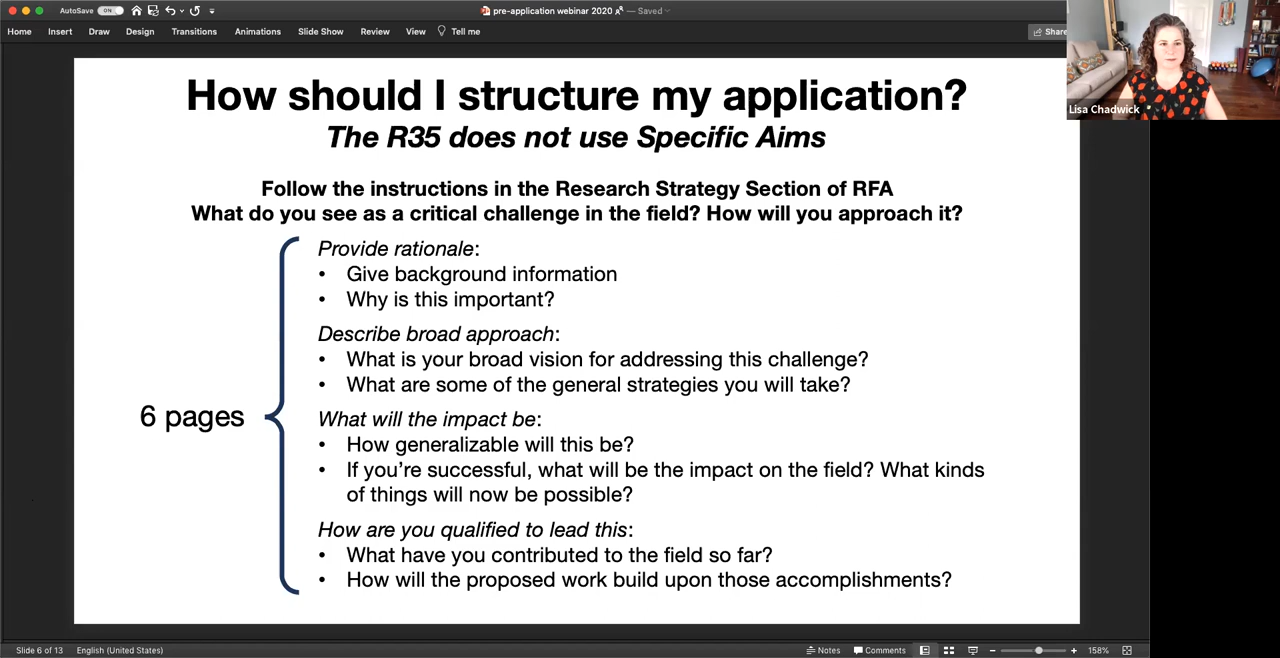 AutoSave ON pre-application webinar 2020 — Saved
Home Insert Draw Design Transitions Animations Slide Show Review View Tell me Share
Lisa Chadwick
How should I structure my application?
The R35 does not use Specific Aims
Follow the instructions in the Research Strategy Section of RFA
What do you see as a critical challenge in the field? How will you approach it?
Provide rationale:
• Give background information
• Why is this important?
Describe broad approach:
• What is your broad vision for addressing this challenge?
• What are some of the general strategies you will take?
6 pages
What will the impact be:
• How generalizable will this be?
• If you're successful, what will be the impact on the field? What kinds
of things will now be possible?
How are you qualified to lead this:
• What have you contributed to the field so far?
• How will the proposed work build upon those accomplishments?
Slide 6 of 13 English (United States) Notes Comments 158%